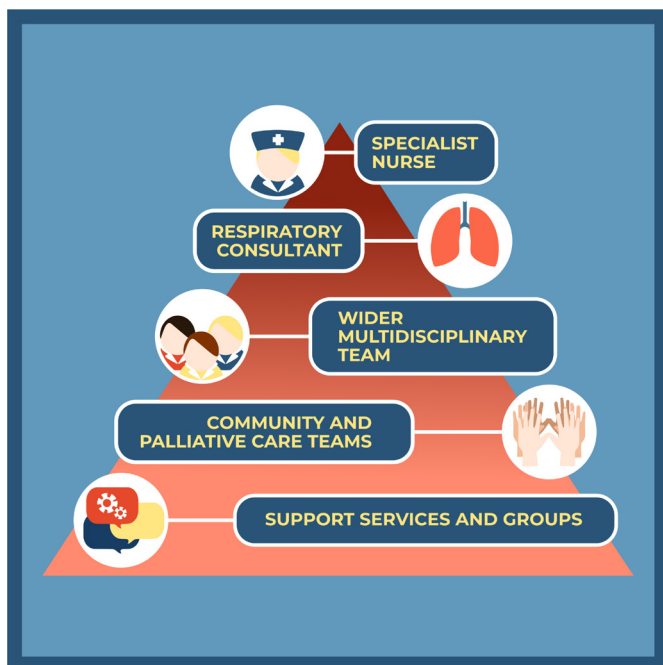 SPECIALIST
NURSE
RESPIRATORY
CONSULTANT
WIDER
MULTIDISCIPLINARY
TEAM
COMMUNITY AND
PALLIATIVE CARE TEAMS
SUPPORT SERVICES AND GROUPS